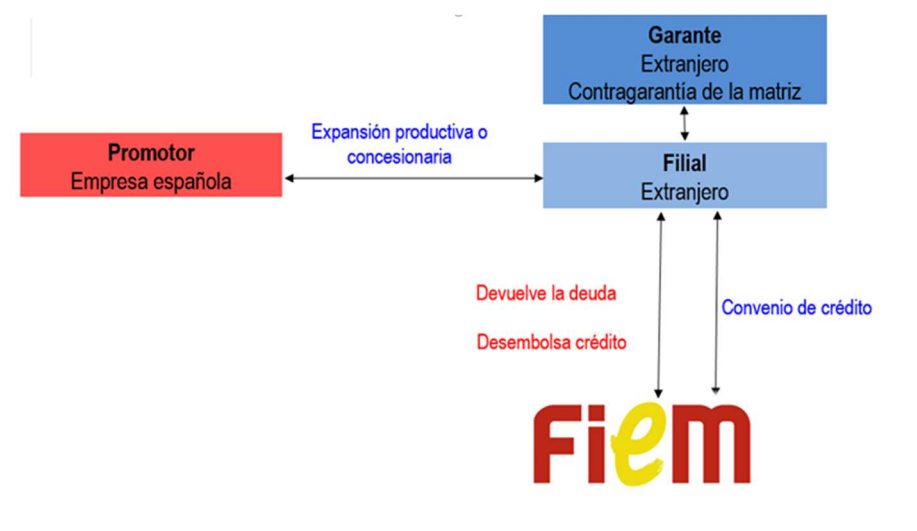 Garante
Extranjero
Contragarantía de la matriz
Expansión productiva o
concesionaria
Promotor
Empresa española
Filial
Extranjero
Devuelve la deuda
Convenio de crédito
Desembolsa crédito
Fiem